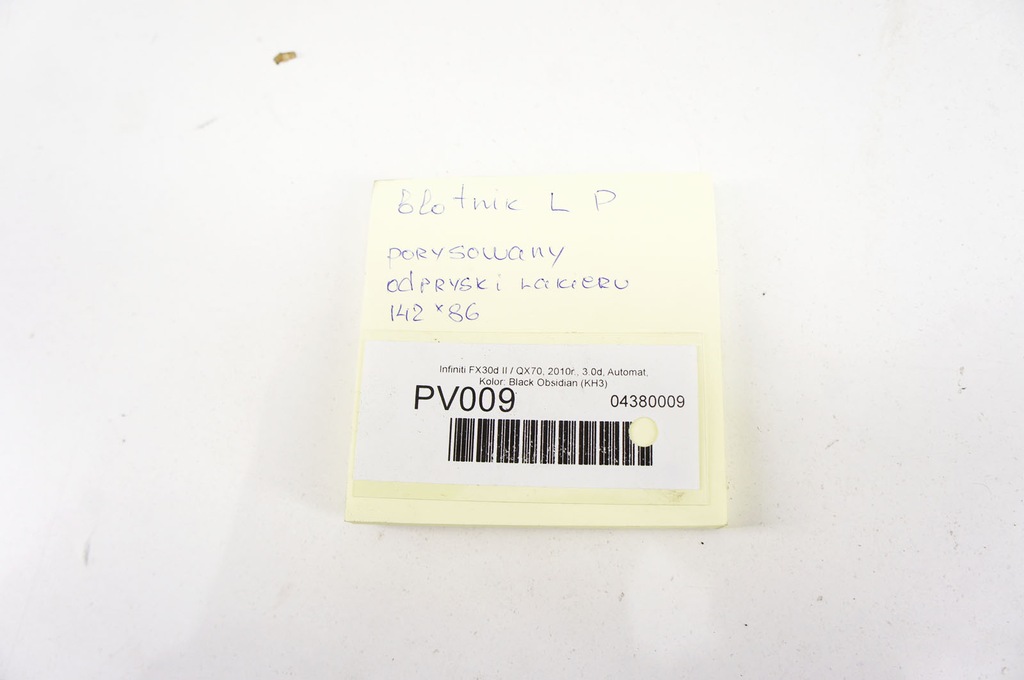 błotnik L P
porysowany
odpryski lakieru
142 x 86
Infiniti FX30d II / QX70, 2010r., 3.0d, Automat,
Kolor: Black Obsidian (KH3)
PV009
04380009